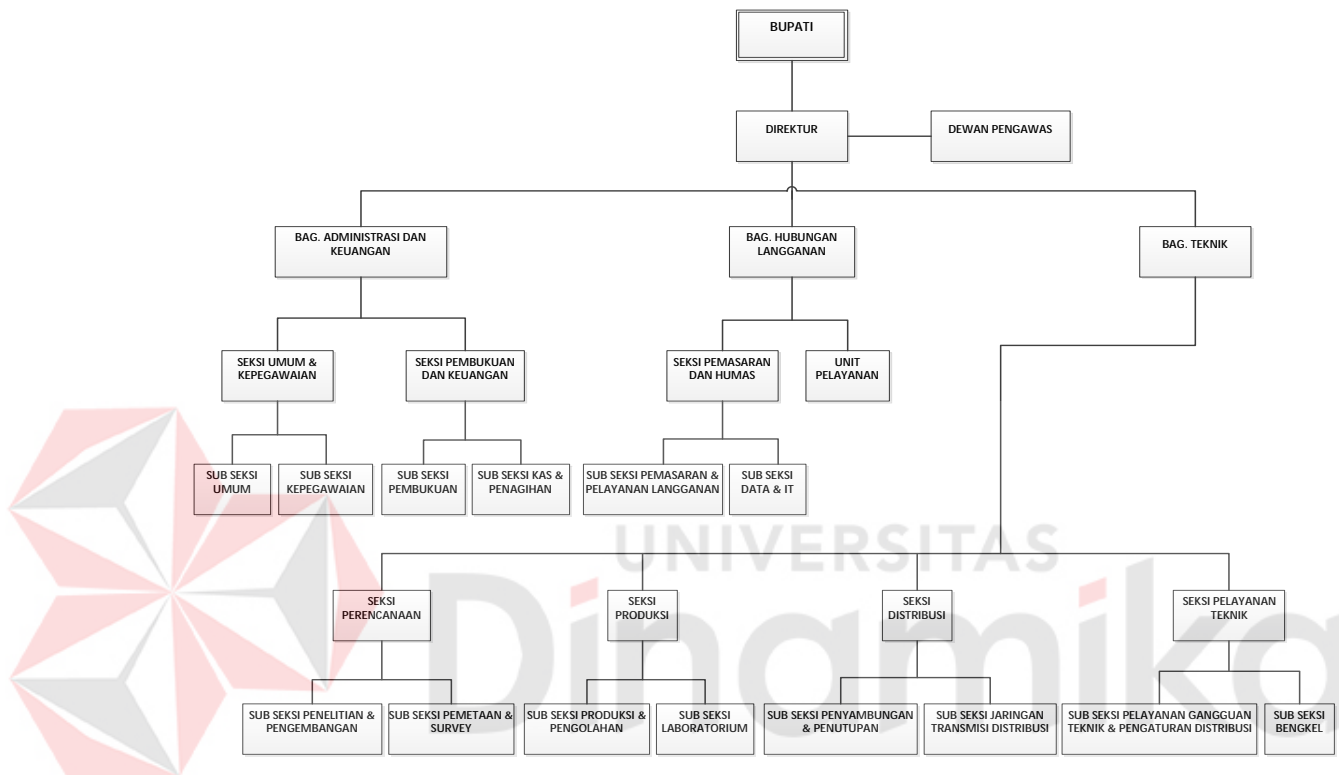 BUPATI
DIREKTUR
DEWAN PENGAWAS
BAG. ADMINISTRASI DAN
KEUANGAN
BAG. HUBUNGAN
LANGGANAN
BAG. TEKNIK
SEKSI UMUM &
KEPEGAWAIAN
SEKSI PEMBUKUAN
DAN KEUANGAN
SEKSI PEMASARAN
DAN HUMAS
UNIT
PELAYANAN
SUB SEKSI
UMUM
SUB SEKSI
KEPEGAWAIAN
SUB SEKSI
PEMBUKUAN
SUB SEKSI KAS &
PENAGIHAN
SUB SEKSI PEMASARAN &
PELAYANAN LANGGANAN
SUB SEKSI
DATA & IT
UNIVERSITAS
Dinamika
SEKSI
PERENCANAAN
SEKSI
PRODUKSI
SEKSI
DISTRIBUSI
SEKSI PELAYANAN
TEKNIK
SUB SEKSI PENELITIAN &
PENGEMBANGAN
SUB SEKSI PEMETAAN &
SURVEY
SUB SEKSI PRODUKSI &
PENGOLAHAN
SUB SEKSI
LABORATORIUM
SUB SEKSI PENYAMBUNGAN
& PENUTUPAN
SUB SEKSI JARINGAN
TRANSMISI DISTRIBUSI
SUB SEKSI PELAYANAN GANGGUAN
TEKNIK & PENGATURAN DISTRIBUSI
SUB SEKSI
BENGKEL